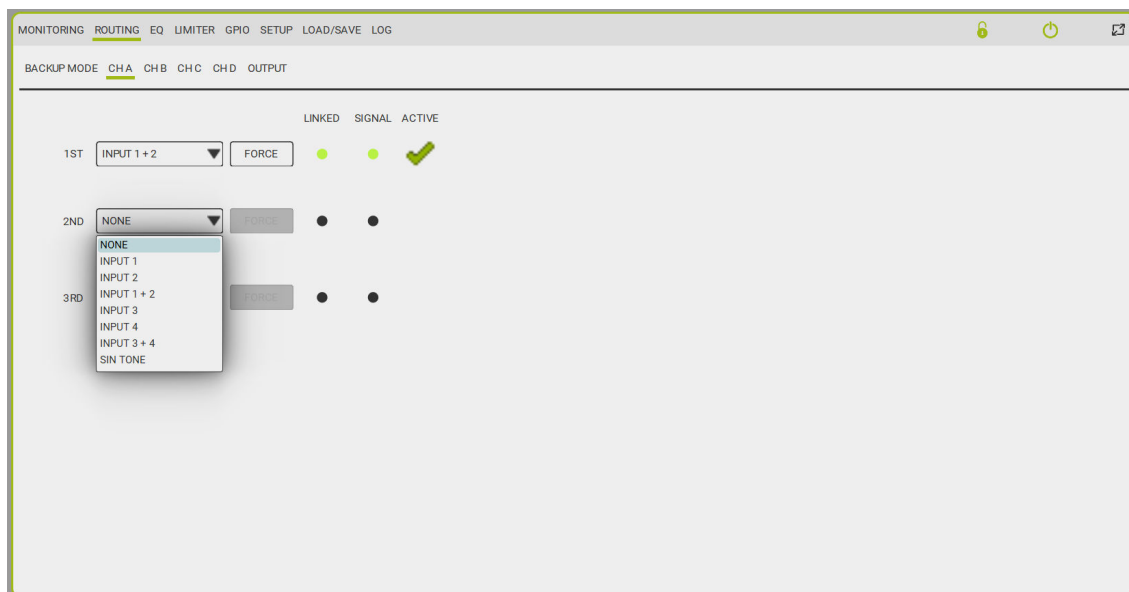 MONITORING ROUTING EQ LIMITER GPIO SETUP LOAD/SAVE LOG
BACKUP MODE CH A CH B CH C CH D OUTPUT
LINKED SIGNAL ACTIVE
1ST INPUT 1 + 2 FORCE
2ND NONE FORCE
NONE
INPUT 1
INPUT 2
INPUT 1 + 2
3RD FORCE
INPUT 3
INPUT 4
INPUT 3 + 4
SIN TONE